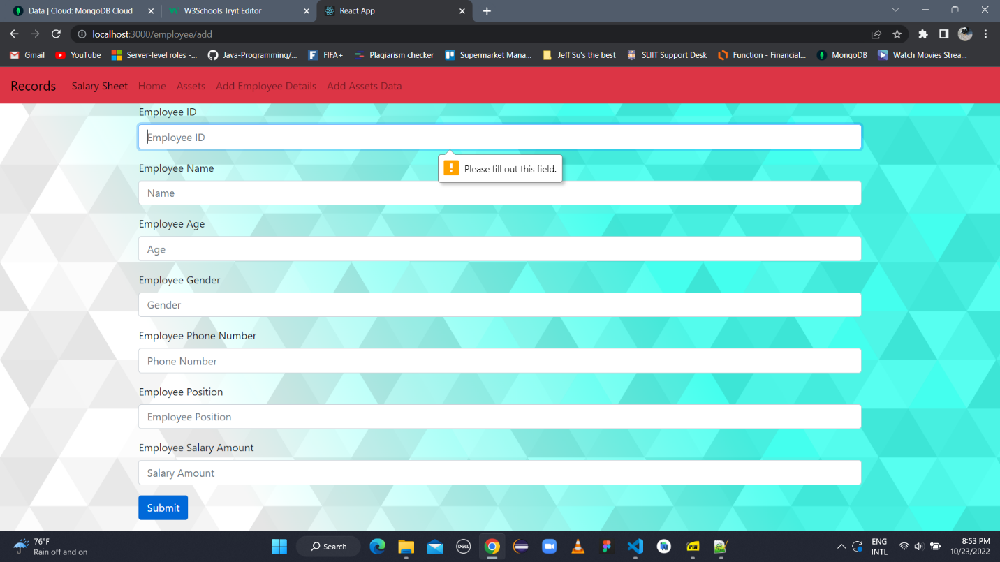 Data | Cloud: MongoDB Cloud
W3Schools Tryit Editor
React App
localhost:3000/employee/add
Gmail
YouTube
Server-level roles -...
Java-Programming/...
FIFA+
Plagiarism checker
Supermarket Mana...
Jeff Su's the best
SLIIT Support Desk
Function - Financial...
MongoDB
Watch Movies Strea...
Records
Salary Sheet
Home
Assets
Add Employee Details
Add Assets Data
Employee ID
Employee ID
Please fill out this field.
Employee Name
Name
Employee Age
Age
Employee Gender
Gender
Employee Phone Number
Phone Number
Employee Position
Employee Position
Employee Salary Amount
Salary Amount
Submit
76°F
Rain off and on
Search
DELL
PDF
ENG
INTL
8:53 PM
10/23/2022